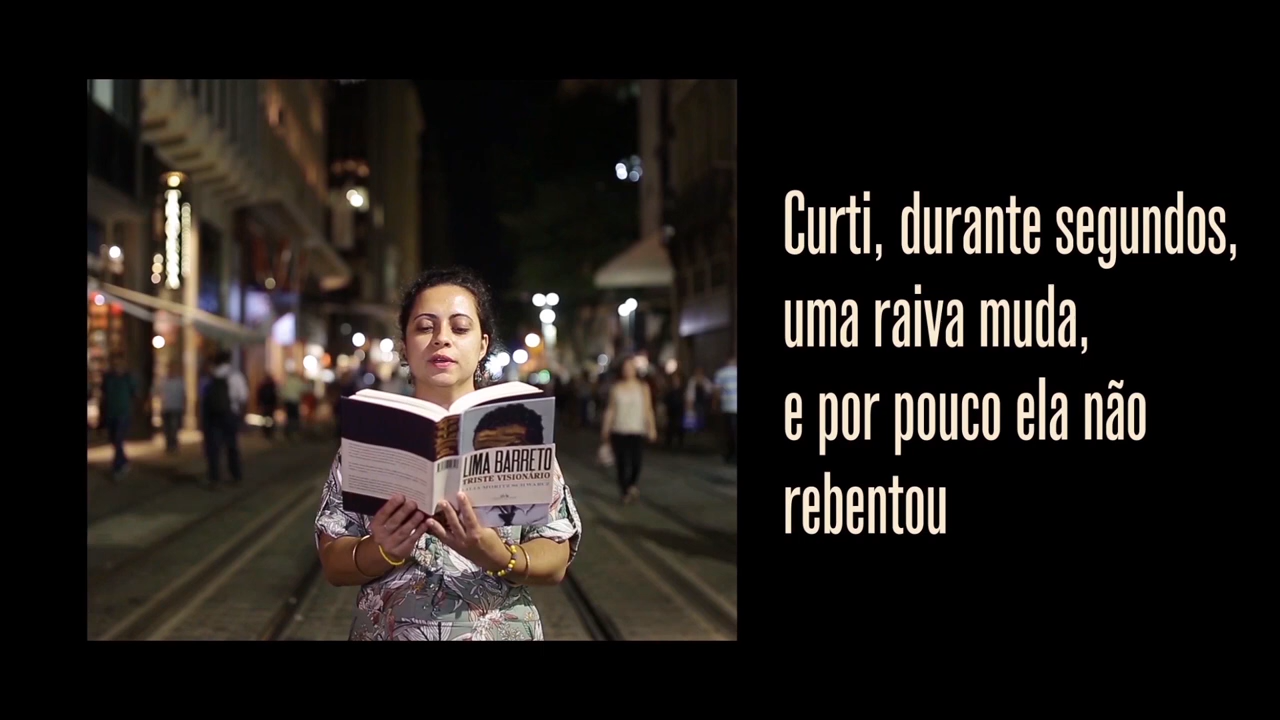 LIMA BARRETO
TRISTE VISIONÁRIO
Curti, durante segundos,
uma raiva muda,
e por pouco ela não
rebentou